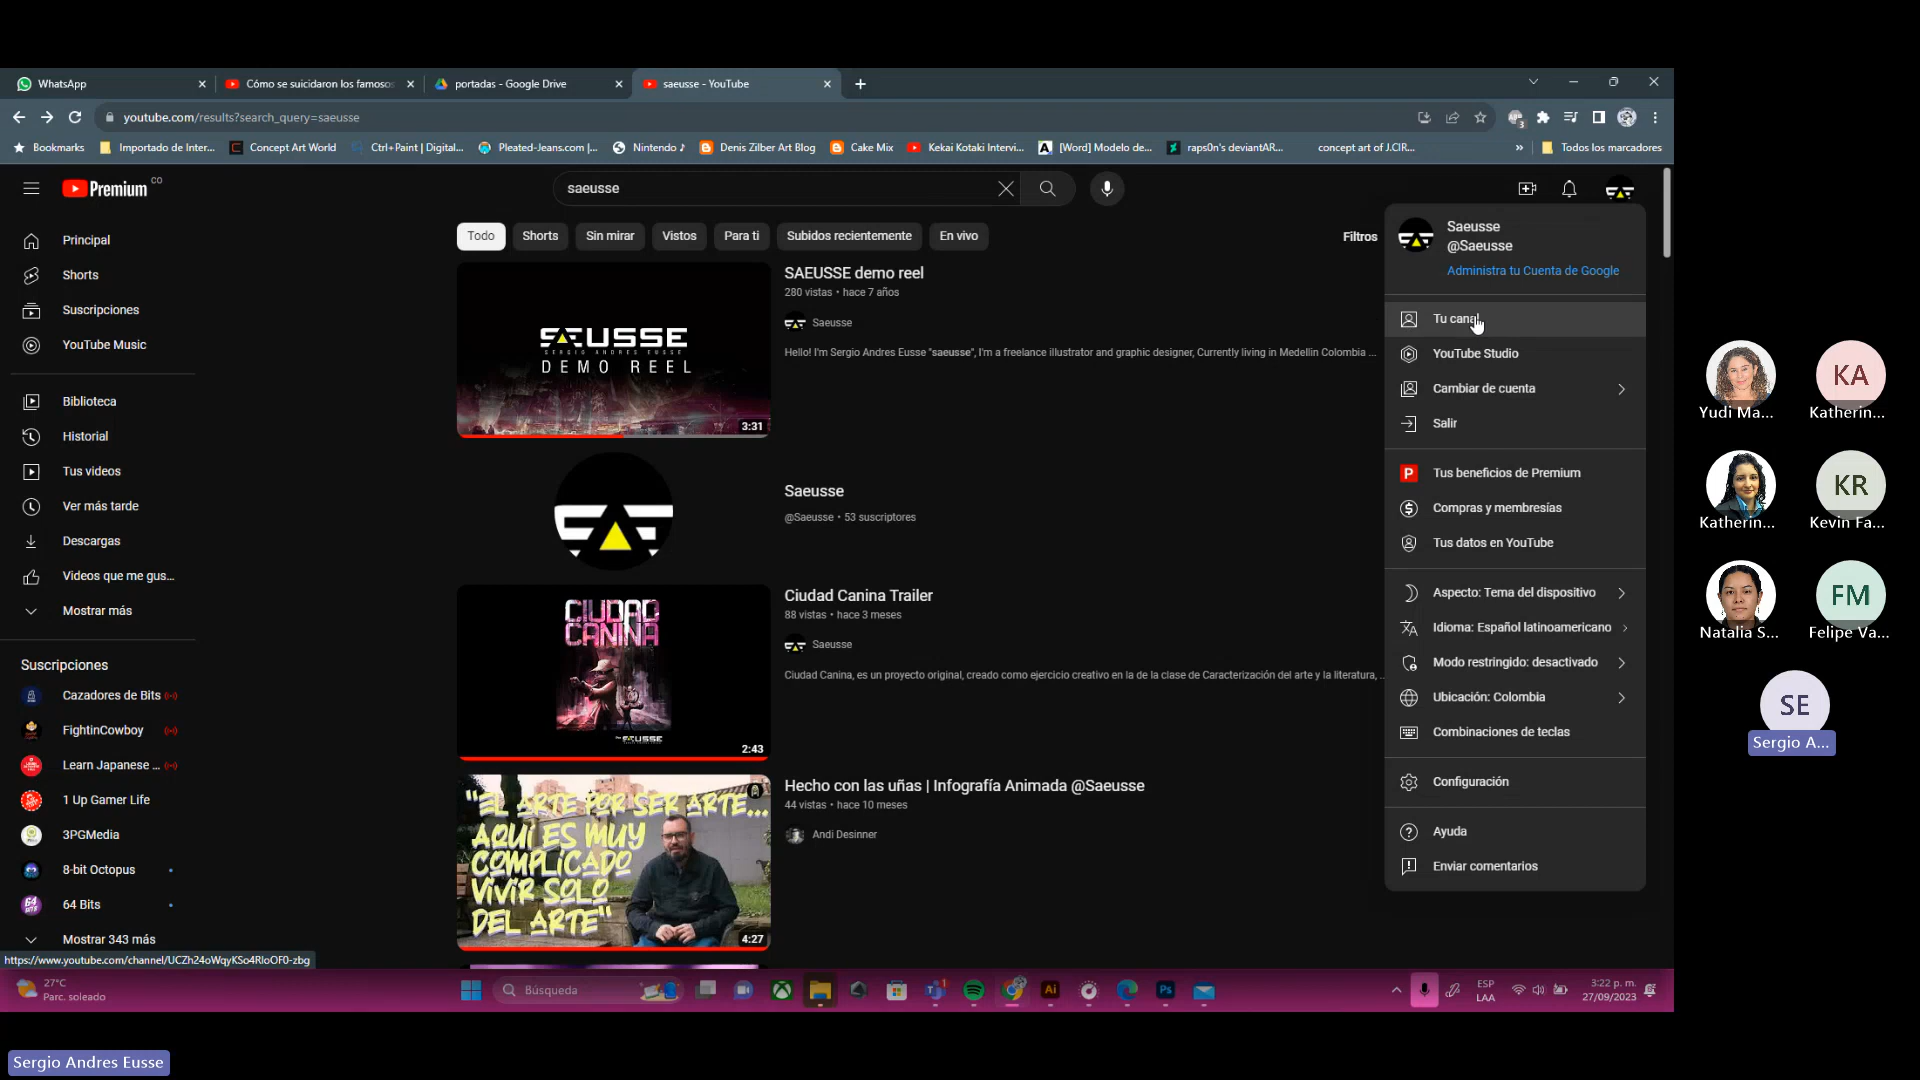 WhatsApp
Cómo se suicidaron los famosos
portadas - Google Drive
saeusse - YouTube
youtube.com/results?search_query=saeusse
3
Bookmarks
Importado de Inter...
Concept Art World
Ctrl+Paint | Digital...
Pleated-Jeans.com |...
Nintendo ♪
Denis Zilber Art Blog
Cake Mix
Kekai Kotaki Intervi...
[Word] Modelo de...
raps0n's deviantAR...
concept art of J.CIR...
»
Todos los marcadores
Premium CO
saeusse
Todo
Shorts
Sin mirar
Vistos
Para ti
Subidos recientemente
En vivo
Filtros
Principal
Shorts
Suscripciones
YouTube Music
Biblioteca
Historial
Tus videos
Ver más tarde
Descargas
Videos que me gus...
Mostrar más
Suscripciones
Cazadores de Bits
FightinCowboy
Learn Japanese ...
1 Up Gamer Life
3PGMedia
8-bit Octopus
64 Bits
Mostrar 343 más
https://www.youtube.com/channel/UCZh24oWqyKSo4RloOF0-zbg
SAEUSSE
SERGIO ANDRES EUSSE
DEMO REEL
3:31
SAEUSSE demo reel
280 vistas • hace 7 años
Saeusse
Hello! I'm Sergio Andres Eusse "saeusse", I'm a freelance illustrator and graphic designer, Currently living in Medellin Colombia ...
Saeusse
@Saeusse • 53 suscriptores
CIUDAD
CANINA
SAEUSSE
2:43
Ciudad Canina Trailer
88 vistas • hace 3 meses
Saeusse
Ciudad Canina, es un proyecto original, creado como ejercicio creativo en la de la clase de Caracterización del arte y la literatura, ...
"EL ARTE POR SER ARTE...
AQUÍ ES MUY
COMPLICADO
VIVIR SOLO
DEL ARTE"
4:27
Hecho con las uñas | Infografía Animada @Saeusse
44 vistas • hace 10 meses
Andi Desinner
Saeusse
@Saeusse
Administra tu Cuenta de Google
Tu canal
YouTube Studio
Cambiar de cuenta
Salir
Tus beneficios de Premium
Compras y membresías
Tus datos en YouTube
Aspecto: Tema del dispositivo
Idioma: Español latinoamericano
Modo restringido: desactivado
Ubicación: Colombia
Combinaciones de teclas
Configuración
Ayuda
Enviar comentarios
Yudi Ma...
KA
Katherin...
Katherin...
KR
Kevin Fa...
Natalia S...
FM
Felipe Va...
SE
Sergio A...
27°C
Parc. soleado
Búsqueda
Ai
Ps
ESP
LAA
3:22 p. m.
27/09/2023
Sergio Andres Eusse